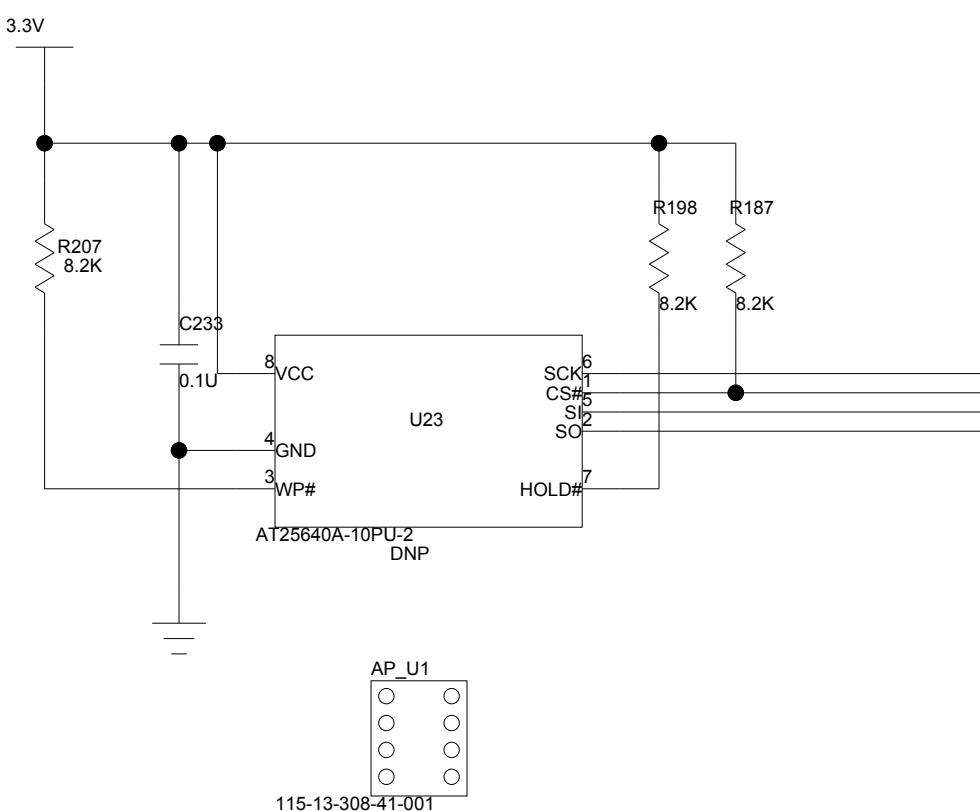 3.3V
R198
R187
R207
8.2K
8.2K
8.2K
C233
0.1U
8
VCC
SCK
6
CS#
1
SI
5
SO
2
U23
4
GND
3
WP#
HOLD#
7
AT25640A-10PU-2
DNP
AP_U1
115-13-308-41-001